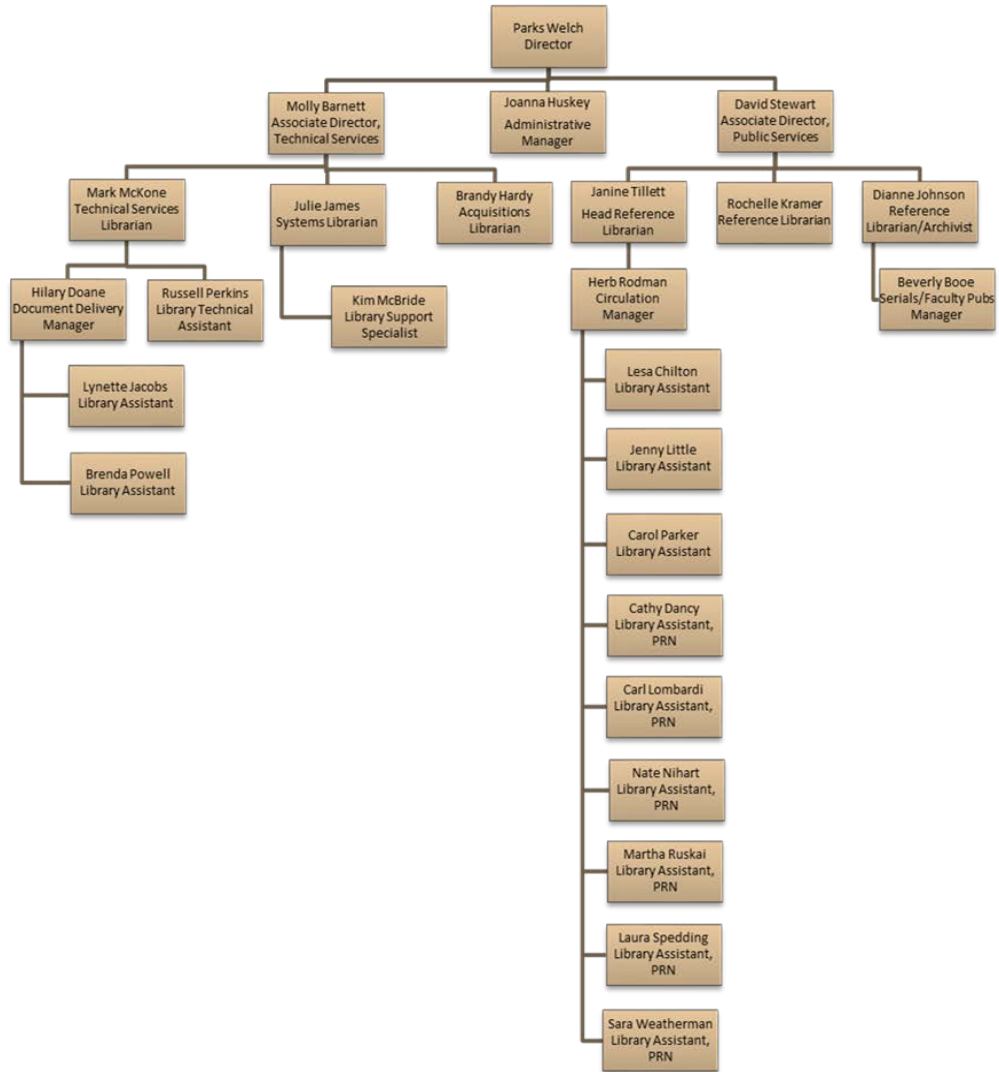 Parks Welch
Director
Molly Barnett
Associate Director,
Technical Services
Joanna Huskey
Administrative
Manager
David Stewart
Associate Director,
Public Services
Mark McKone
Technical Services
Librarian
Julie James
Systems Librarian
Brandy Hardy
Acquisitions
Librarian
Janine Tillett
Head Reference
Librarian
Rochelle Kramer
Reference Librarian
Dianne Johnson
Reference
Librarian/Archivist
Hilary Doane
Document Delivery
Manager
Russell Perkins
Library Technical
Assistant
Kim McBride
Library Support
Specialist
Herb Rodman
Circulation
Manager
Beverly Booe
Serials/Faculty Pubs
Manager
Lynette Jacobs
Library Assistant
Brenda Powell
Library Assistant
Lesa Chilton
Library Assistant
Jenny Little
Library Assistant
Carol Parker
Library Assistant
Cathy Dancy
Library Assistant,
PRN
Carl Lombardi
Library Assistant,
PRN
Nate Nihart
Library Assistant,
PRN
Martha Ruskai
Library Assistant,
PRN
Laura Spedding
Library Assistant,
PRN
Sara Weatherman
Library Assistant,
PRN